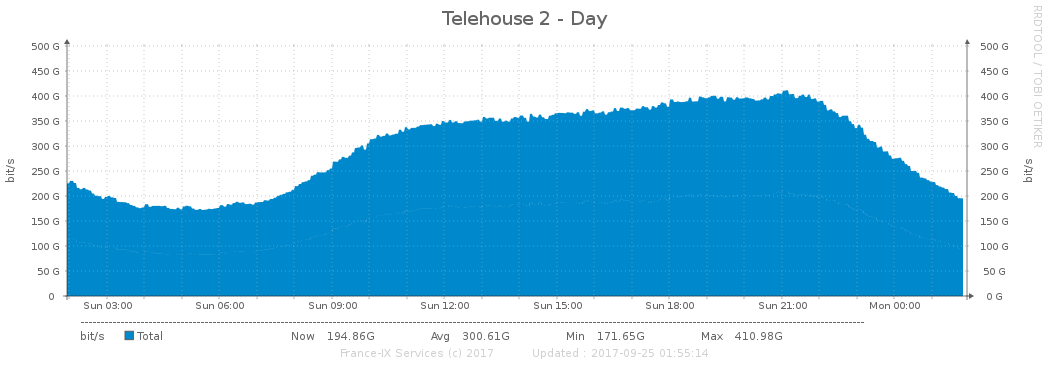 Telehouse 2 - Day
RRDTOOL / TOBI OETIKER
bit/s
500 G 500 G
450 G 450 G
400 G 400 G
350 G 350 G
300 G 300 G
250 G 250 G
200 G 200 G
150 G 150 G
100 G 100 G
50 G 50 G
0 0 G
bit/s
Sun 03:00 Sun 06:00 Sun 09:00 Sun 12:00 Sun 15:00 Sun 18:00 Sun 21:00 Mon 00:00
bit/s Total Now 194.86G Avg 300.61G Min 171.65G Max 410.98G
France-IX Services (c) 2017 Updated : 2017-09-25 01:55:14